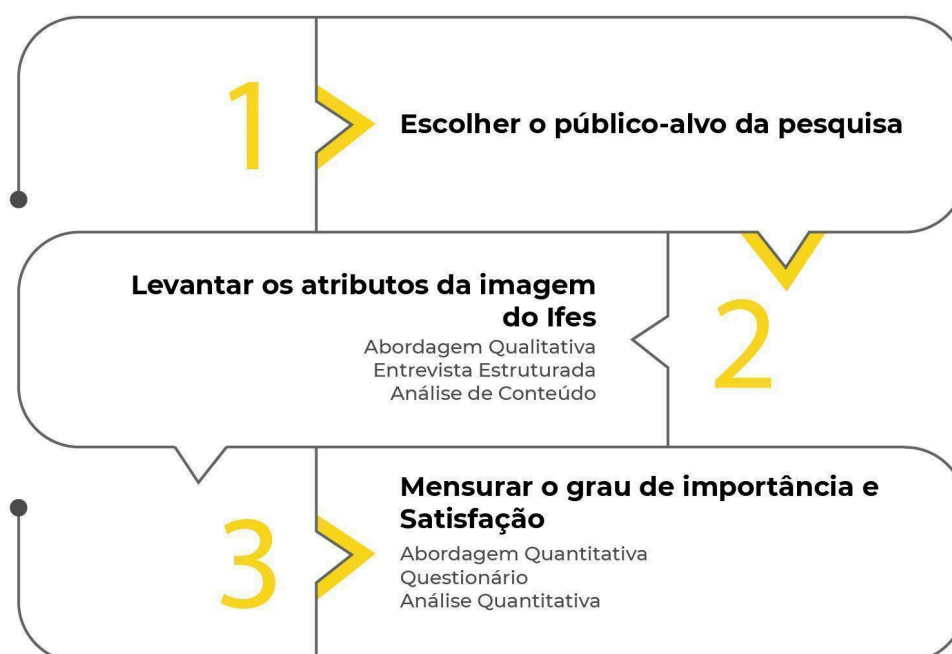 1
Escolher o público-alvo da pesquisa
Levantar os atributos da imagem
do Ifes
Abordagem Qualitativa
Entrevista Estruturada
Análise de Conteúdo
2
3
Mensurar o grau de importância e
Satisfação
Abordagem Quantitativa
Questionário
Análise Quantitativa